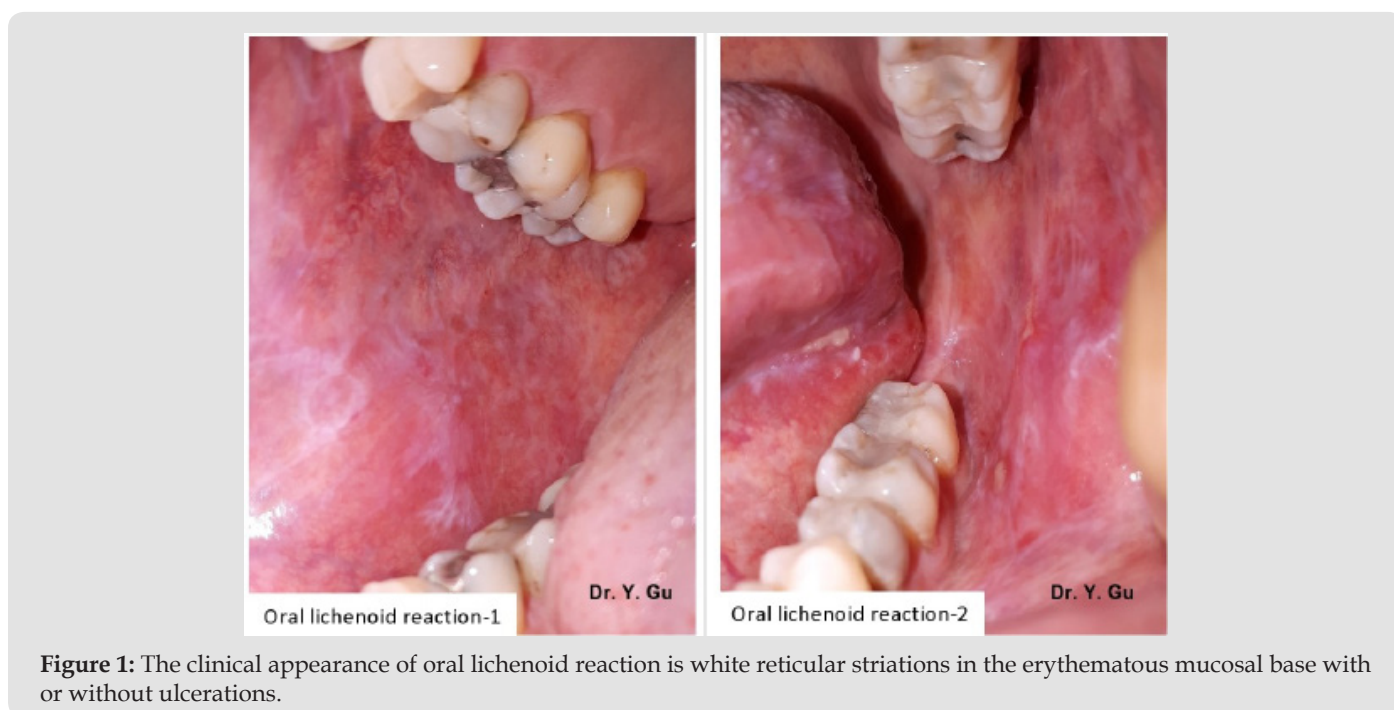 Dr. Y. Gu
Oral lichenoid reaction-1
Dr. Y. Gu
Oral lichenoid reaction-2
Figure 1: The clinical appearance of oral lichenoid reaction is white reticular striations in the erythematous mucosal base with
or without ulcerations.